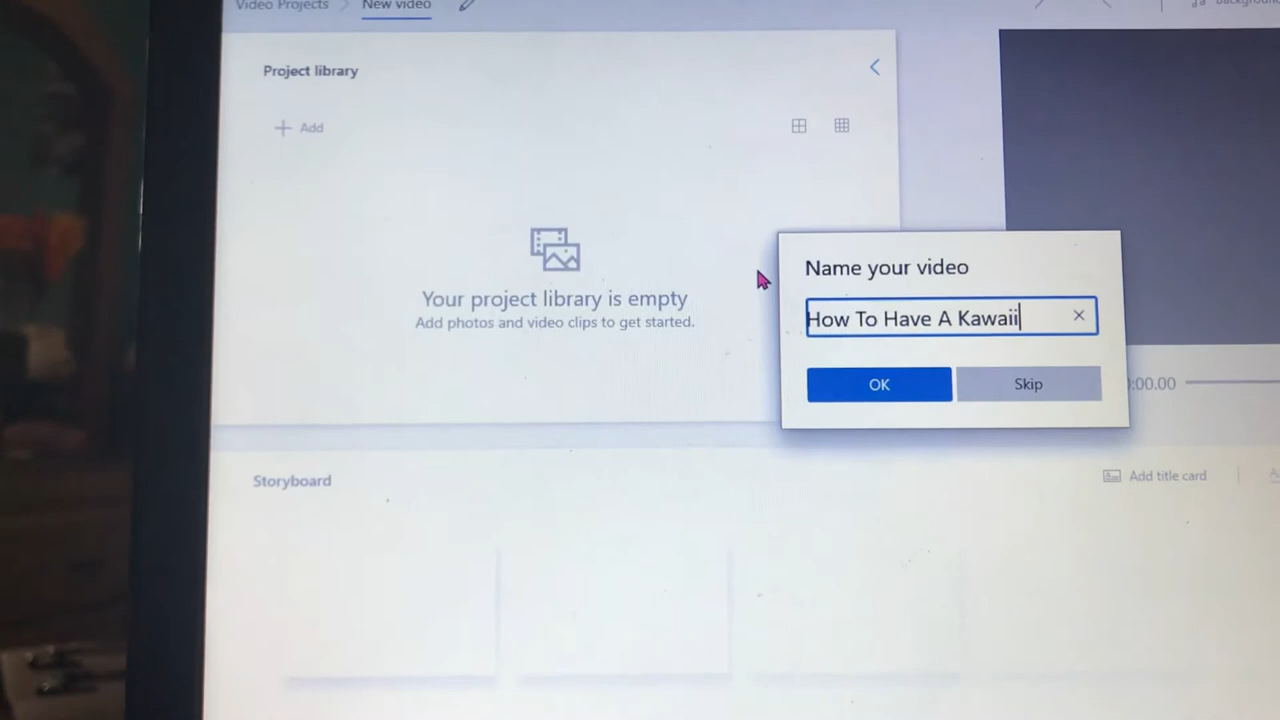 Video Projects
New video
Project library
Add
Your project library is empty
Add photos and video clips to get started.
Name your video
How To Have A Kawaii
OK
Skip
:00.00
Storyboard
Add title card